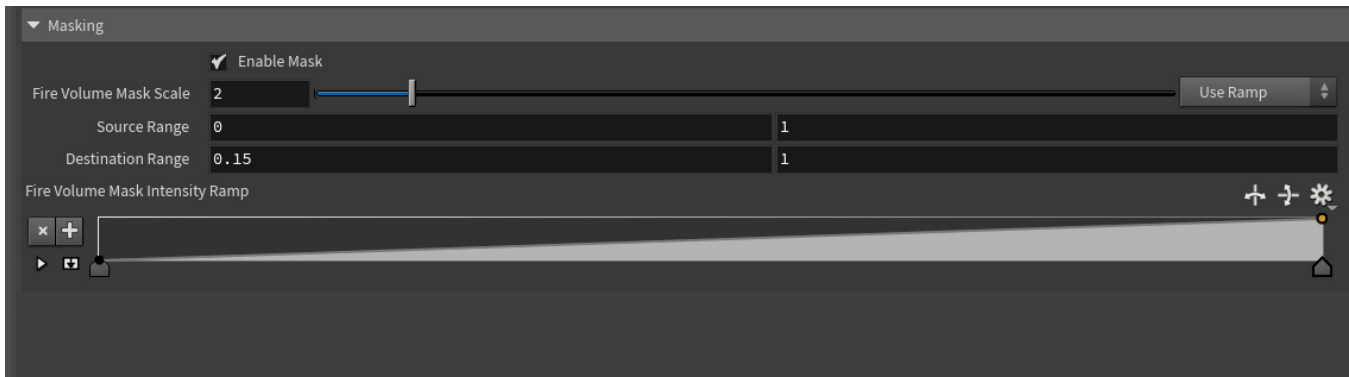 Masking
Enable Mask
Fire Volume Mask Scale 2 Use Ramp
Source Range 0 1
Destination Range 0.15 1
Fire Volume Mask Intensity Ramp